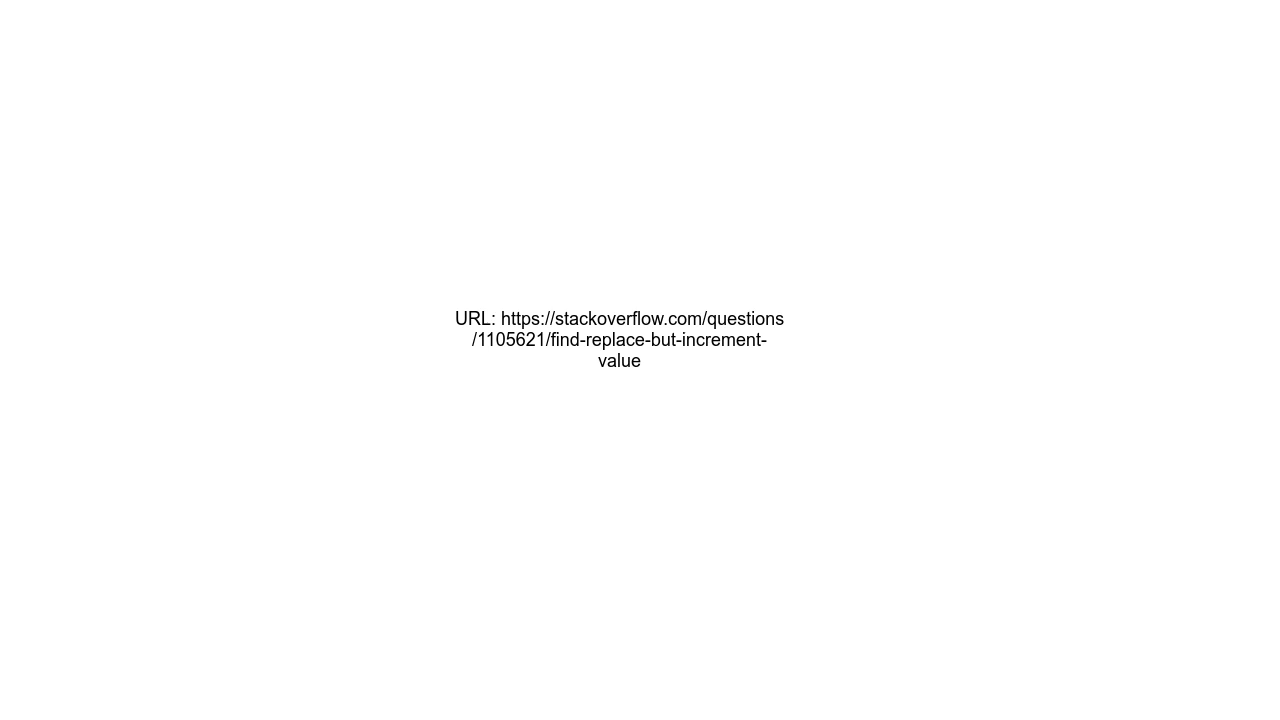 URL: https://stackoverflow.com/questions
/1105621/find-replace-but-increment-
value